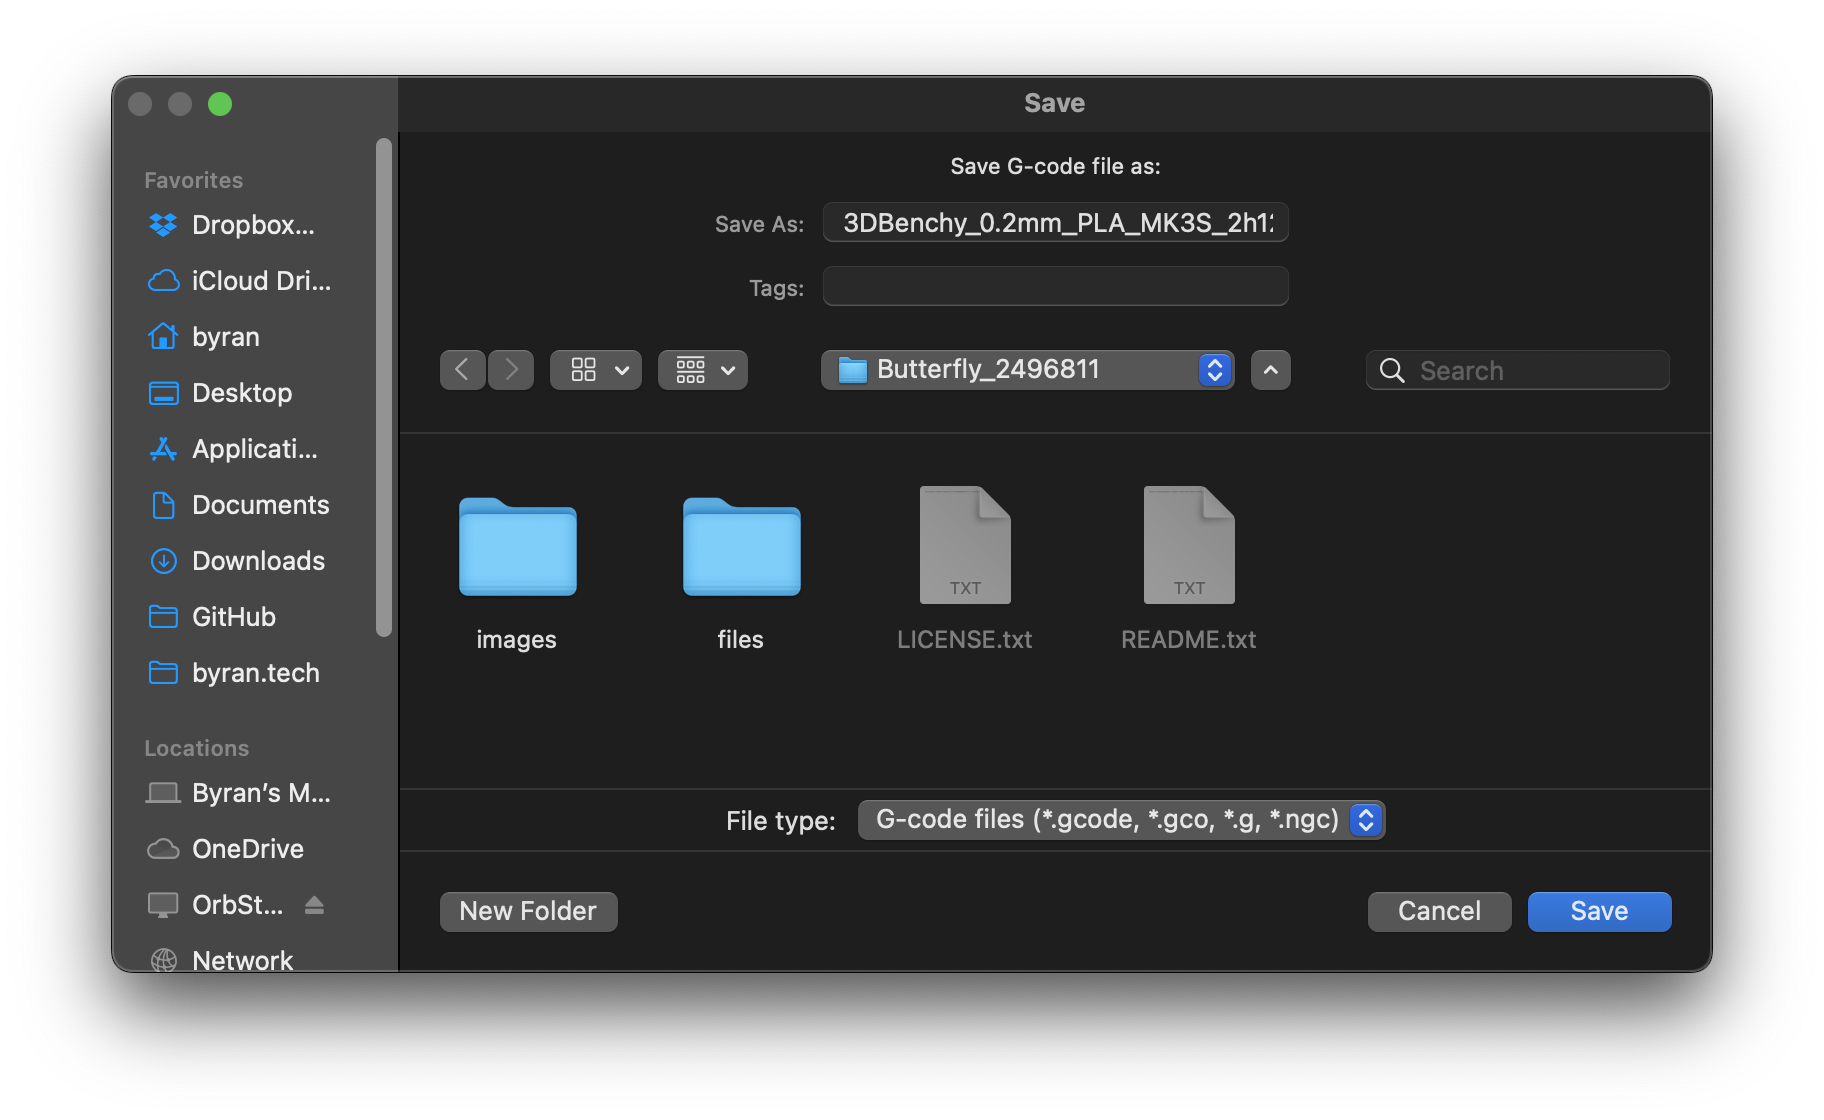 Save
Favorites
Dropbox...
iCloud Dri...
byran
Desktop
Applicati...
Documents
Downloads
GitHub
byran.tech
Locations
Byran’s M...
OneDrive
OrbSt...
Network
Save G-code file as:
Save As: 3DBenchy_0.2mm_PLA_MK3S_2h12
Tags:
Butterfly_2496811
Search
TXT
TXT
images
files
LICENSE.txt
README.txt
File type: G-code files (*.gcode, *.gco, *.g, *.ngc)
New Folder
Cancel
Save